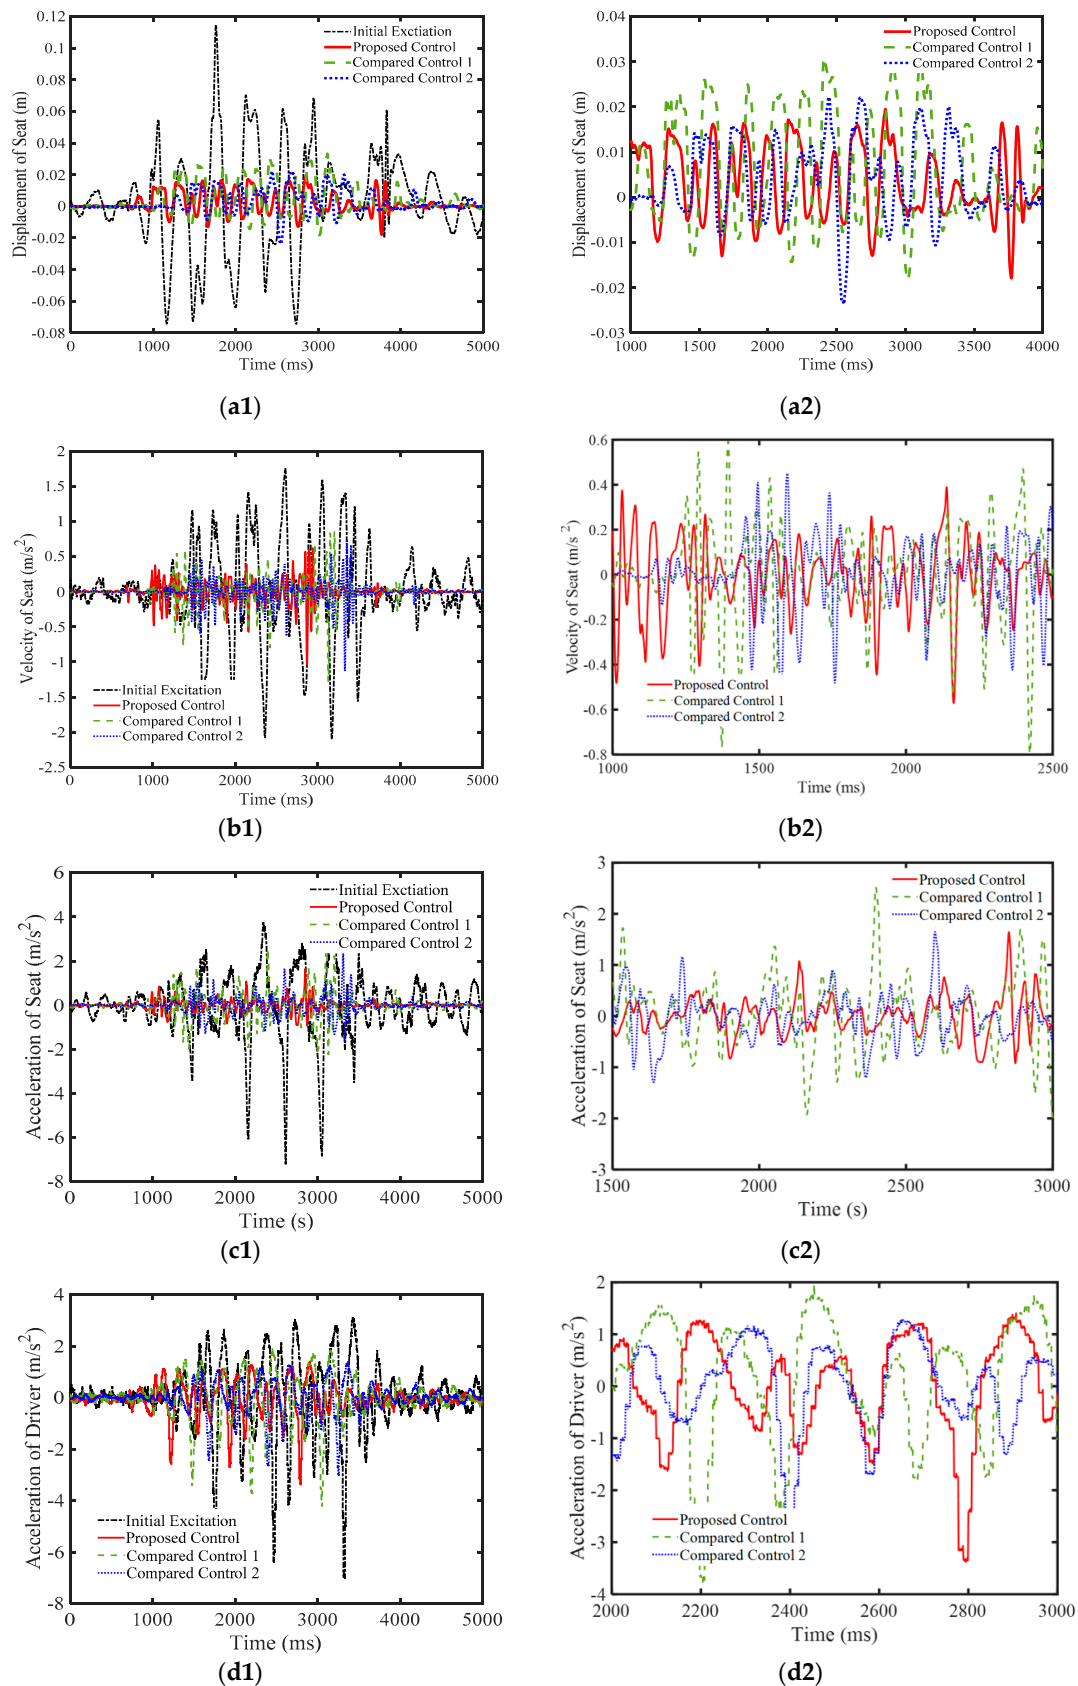 0.12
0.1
0.08
0.06
0.04
0.02
0
-0.02
-0.04
-0.06
-0.08
Displacement of Seat (m)
Initial Exctiation
Proposed Control
Compared Control 1
Compared Control 2
0 1000 2000 3000 4000 5000
Time (ms)
(a1)
0.04
0.03
0.02
0.01
0
-0.01
-0.02
-0.03
Displacement of Seat (m)
Proposed Control
Compared Control 1
Compared Control 2
1000 1500 2000 2500 3000 3500 4000
Time (ms)
(a2)
2
1.5
1
0.5
0
-0.5
-1
-1.5
-2
-2.5
Velocity of Seat (m/s²)
Initial Excitation
Proposed Control
Compared Control 1
Compared Control 2
0 1000 2000 3000 4000 5000
Time (ms)
(b1)
0.6
0.4
0.2
0
-0.2
-0.4
-0.6
-0.8
Velocity of Seat (m/s²)
Proposed Control
Compared Control 1
Compared Control 2
1000 1500 2000 2500
Time (ms)
(b2)
6
4
2
0
-2
-4
-6
-8
Acceleration of Seat (m/s²)
Initial Exctiation
Proposed Control
Compared Control 1
Compared Control 2
0 1000 2000 3000 4000 5000
Time (s)
(c1)
3
2
1
0
-1
-2
-3
Acceleration of Seat (m/s²)
Proposed Control
Compared Control 1
Compared Control 2
1500 2000 2500 3000
Time (s)
(c2)
4
2
0
-2
-4
-6
-8
Acceleration of Driver (m/s²)
Initial Excitation
Proposed Control
Compared Control 1
Compared Control 2
0 1000 2000 3000 4000 5000
Time (ms)
(d1)
2
1
0
-1
-2
-3
-4
Acceleration of Driver (m/s²)
Proposed Control
Compared Control 1
Compared Control 2
2000 2200 2400 2600 2800 3000
Time (ms)
(d2)